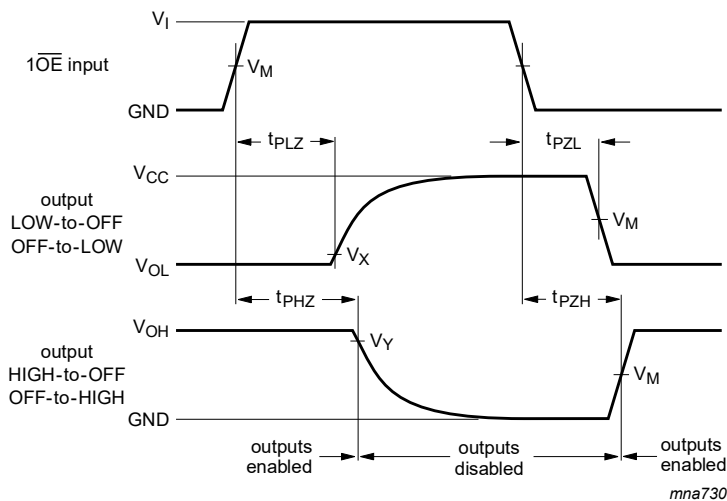 V_I
1O̅E̅ input
V_M
GND
t_PLZ
t_PZL
V_CC
output
LOW-to-OFF
OFF-to-LOW
V_M
V_X
V_OL
t_PHZ
t_PZH
V_OH
V_Y
output
HIGH-to-OFF
OFF-to-HIGH
V_M
GND
outputs
enabled
outputs
disabled
outputs
enabled
mna730